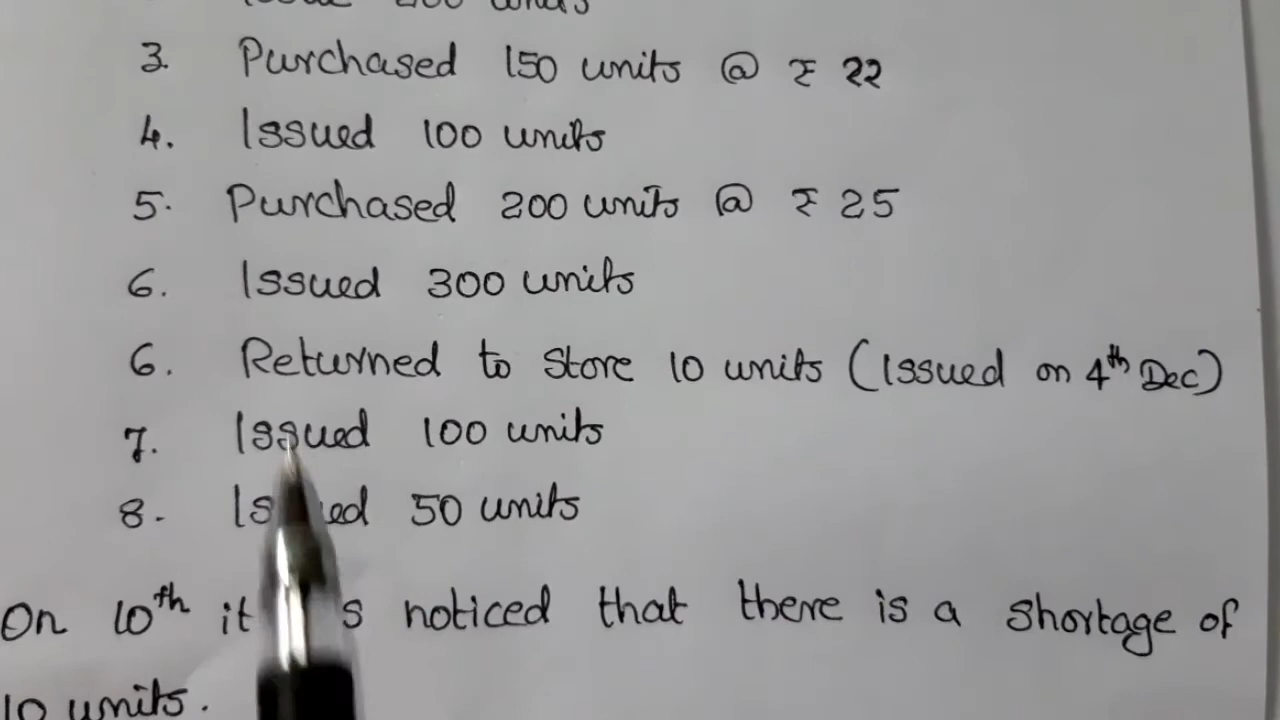 3. Purchased 150 units @ ₹ 22
4. Issued 100 units
5. Purchased 200 units @ ₹ 25
6. Issued 300 units
6. Returned to Store 10 units (Issued on 4th Dec)
7. Issued 100 units
8. Issued 50 units
On 10th it noticed that there is a shortage of
10 units.